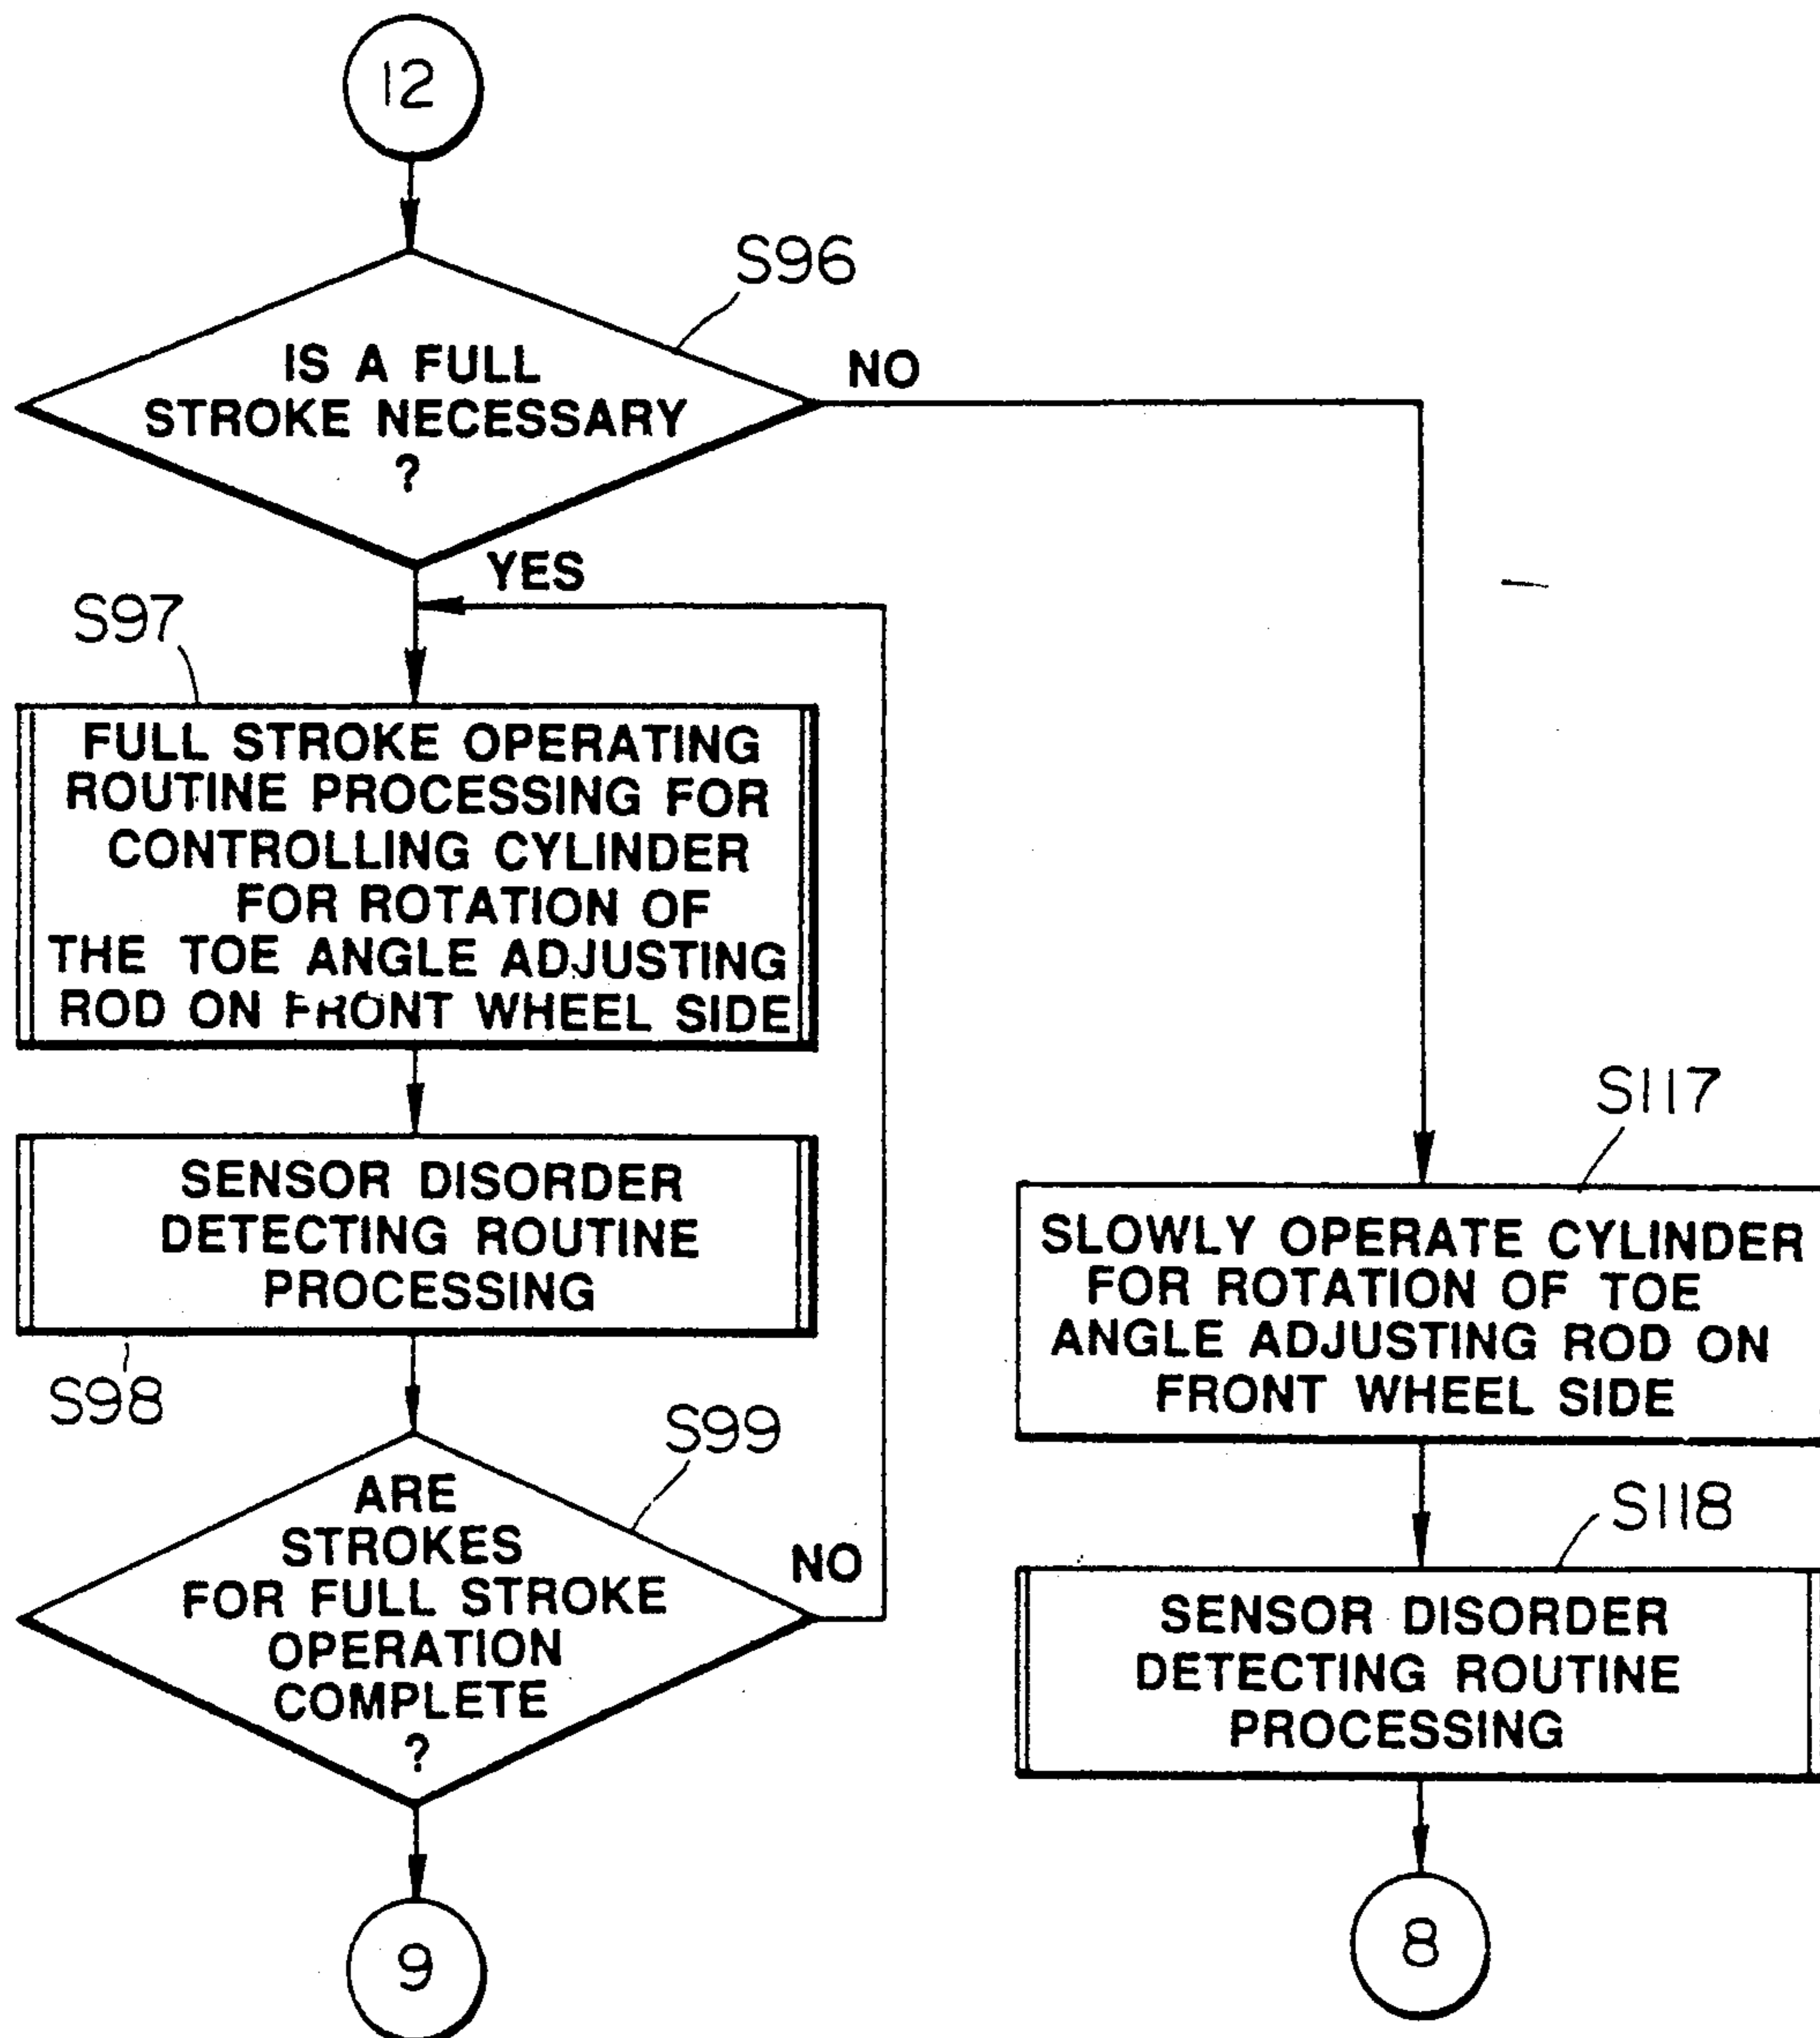 12
S96
IS A FULL
STROKE NECESSARY
?
NO
YES
S97
FULL STROKE OPERATING
ROUTINE PROCESSING FOR
CONTROLLING CYLINDER
FOR ROTATION OF
THE TOE ANGLE ADJUSTING
ROD ON FRONT WHEEL SIDE
SENSOR DISORDER
DETECTING ROUTINE
PROCESSING
S98
S99
ARE
STROKES
FOR FULL STROKE
OPERATION
COMPLETE
?
NO
9
S117
SLOWLY OPERATE CYLINDER
FOR ROTATION OF TOE
ANGLE ADJUSTING ROD ON
FRONT WHEEL SIDE
S118
SENSOR DISORDER
DETECTING ROUTINE
PROCESSING
8